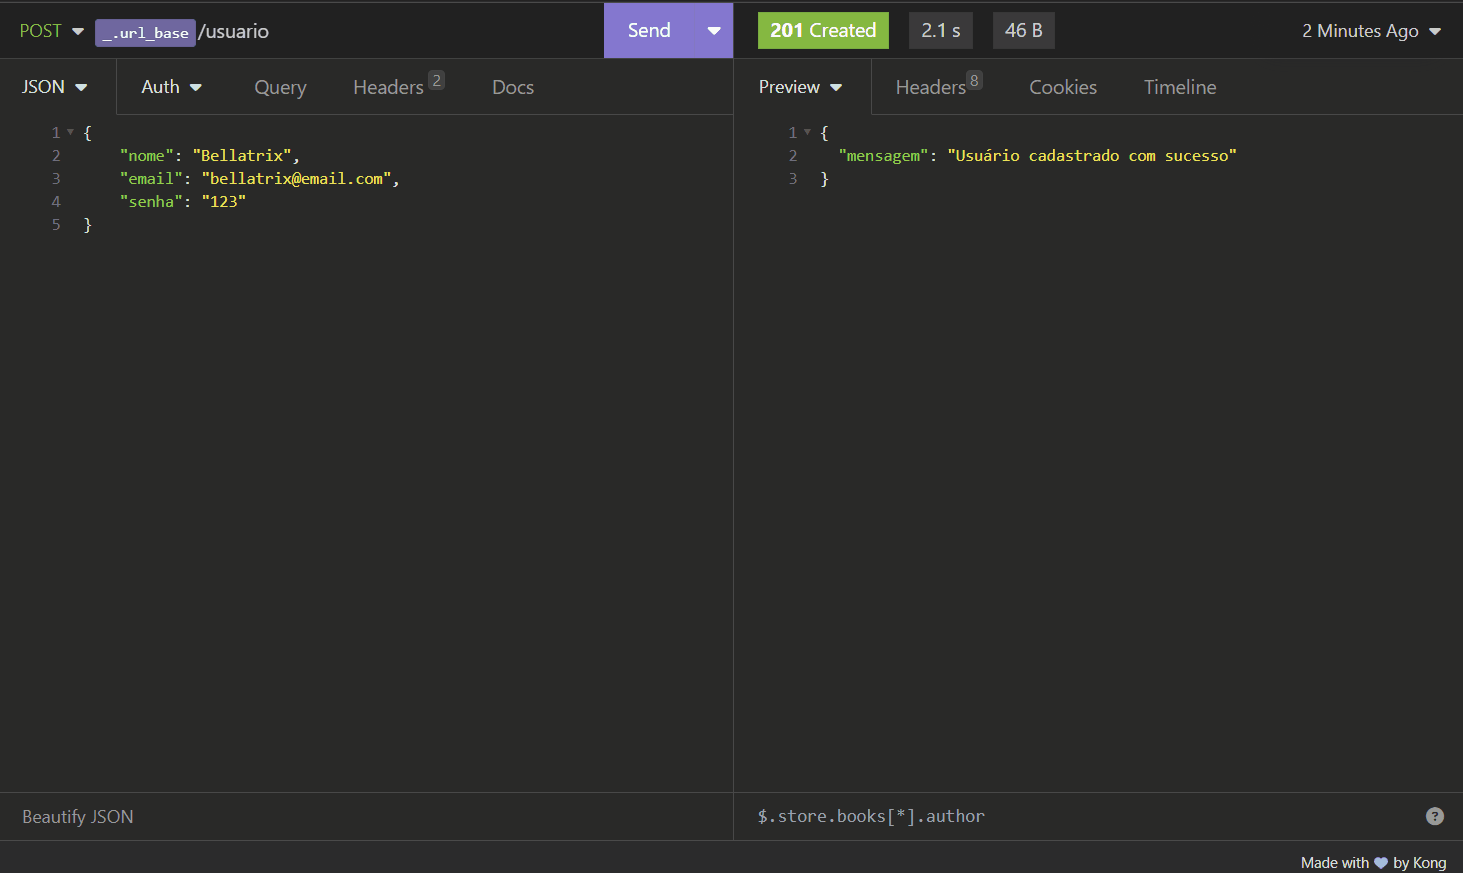 POST _.url_base /usuario Send 201 Created 2.1 s 46 B 2 Minutes Ago
JSON Auth Query Headers 2 Docs
Preview Headers 8 Cookies Timeline
1 {
2 "nome": "Bellatrix",
3 "email": "bellatrix@email.com",
4 "senha": "123"
5 }
1 {
2 "mensagem": "Usuário cadastrado com sucesso"
3 }
Beautify JSON
$.store.books[*].author ?
Made with by Kong